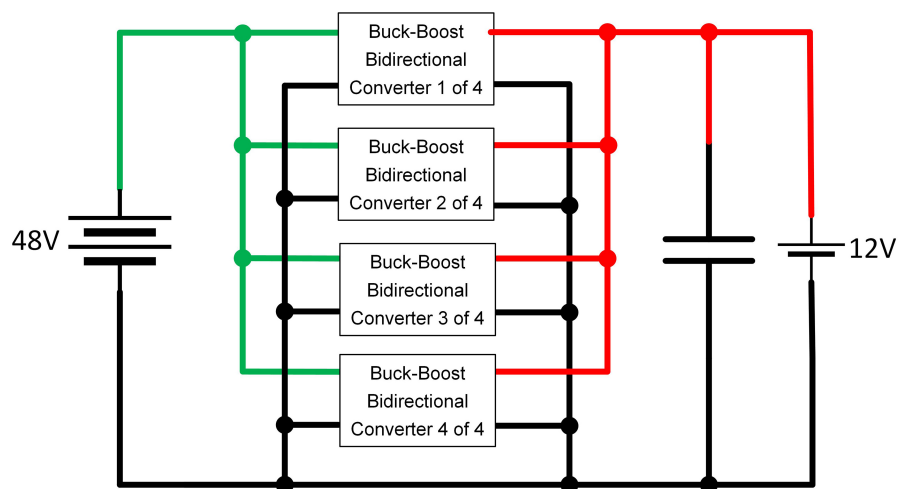 Buck-Boost
Bidirectional
Converter 1 of 4
Buck-Boost
Bidirectional
Converter 2 of 4
48V
12V
Buck-Boost
Bidirectional
Converter 3 of 4
Buck-Boost
Bidirectional
Converter 4 of 4